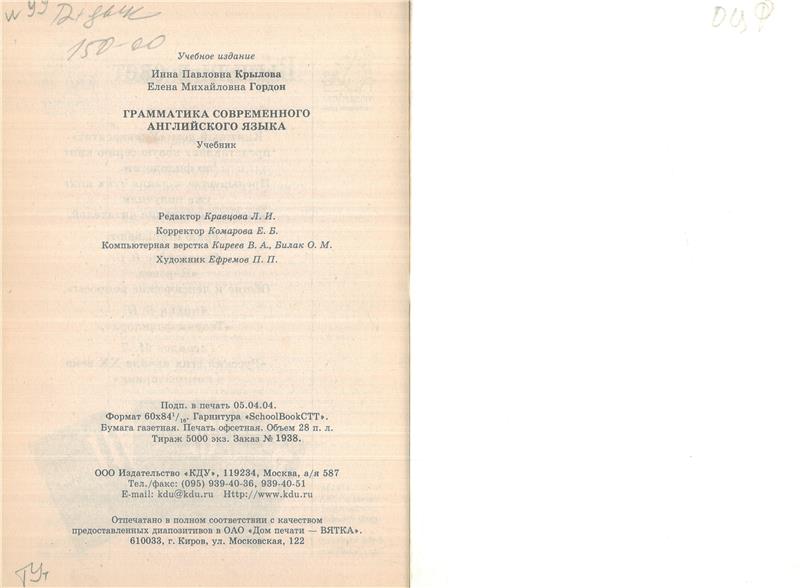 150-00
Учебное издание
Инна Павловна Крылова
Елена Михайловна Гордон
ГРАММАТИКА СОВРЕМЕННОГО
АНГЛИЙСКОГО ЯЗЫКА
Учебник
Редактор Кравцова Л. И.
Корректор Комарова Е. Б.
Компьютерная верстка Киреев В. А., Билак О. М.
Художник Ефремов П. П.
Подп. в печать 05.04.04.
Формат 60х84¹/₁₆. Гарнитура «SchoolBookCTT».
Бумага газетная. Печать офсетная. Объем 28 п. л.
Тираж 5000 экз. Заказ № 1938.
ООО Издательство «КДУ», 119234, Москва, а/я 587
Тел./факс: (095) 939-40-36, 939-40-51
E-mail: kdu@kdu.ru Http://www.kdu.ru
Отпечатано в полном соответствии с качеством
предоставленных диапозитивов в ОАО «Дом печати — ВЯТКА».
610033, г. Киров, ул. Московская, 122